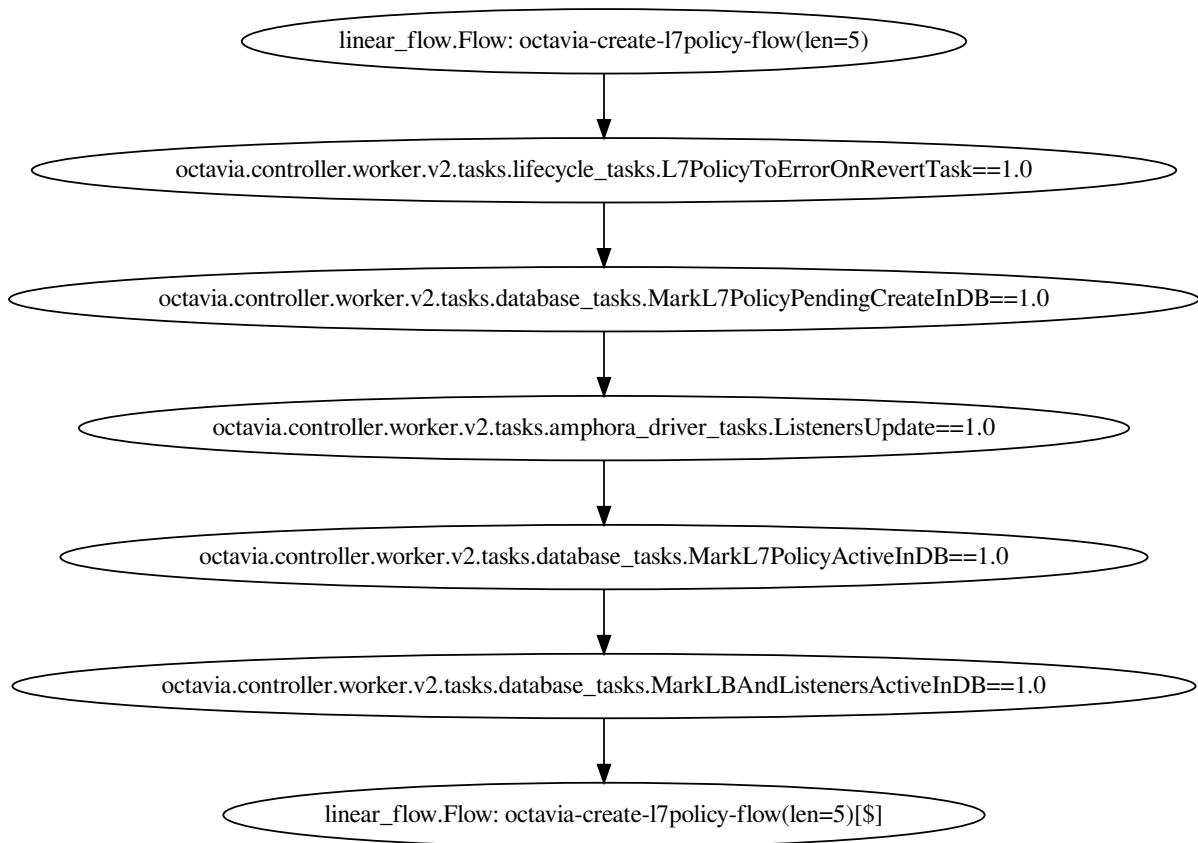 linear_flow.Flow: octavia-create-l7policy-flow(len=5)
octavia.controller.worker.v2.tasks.lifecycle_tasks.L7PolicyToErrorOnRevertTask==1.0
octavia.controller.worker.v2.tasks.database_tasks.MarkL7PolicyPendingCreateInDB==1.0
octavia.controller.worker.v2.tasks.amphora_driver_tasks.ListenersUpdate==1.0
octavia.controller.worker.v2.tasks.database_tasks.MarkL7PolicyActiveInDB==1.0
octavia.controller.worker.v2.tasks.database_tasks.MarkLBAndListenersActiveInDB==1.0
linear_flow.Flow: octavia-create-l7policy-flow(len=5)[$]